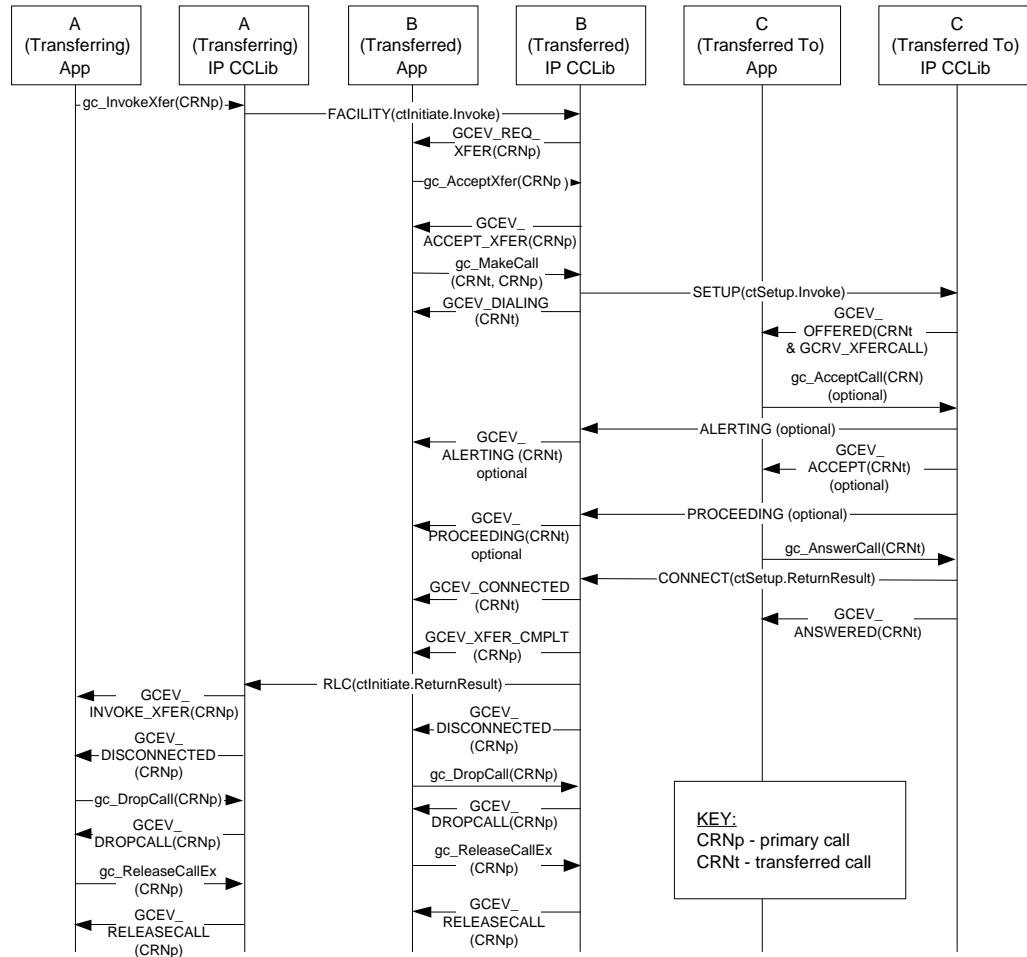 A
(Transferring)
App
A
(Transferring)
IP CCLib
B
(Transferred)
App
B
(Transferred)
IP CCLib
C
(Transferred To)
App
C
(Transferred To)
IP CCLib
gc_InvokeXfer(CRNp)
FACILITY(ctInitiate.Invoke)
GCEV_REQ_
XFER(CRNp)
gc_AcceptXfer(CRNp)
GCEV_
ACCEPT_XFER(CRNp)
gc_MakeCall
(CRNt, CRNp)
SETUP(ctSetup.Invoke)
GCEV_DIALING
(CRNt)
GCEV_
OFFERED(CRNt
& GCRV_XFERCALL)
gc_AcceptCall(CRN)
(optional)
ALERTING (optional)
GCEV_
ALERTING (CRNt)
optional
GCEV_
ACCEPT(CRNt)
(optional)
PROCEEDING (optional)
GCEV_
PROCEEDING(CRNt)
optional
gc_AnswerCall(CRNt)
CONNECT(ctSetup.ReturnResult)
GCEV_CONNECTED
(CRNt)
GCEV_
ANSWERED(CRNt)
GCEV_XFER_CMPLT
(CRNp)
RLC(ctInitiate.ReturnResult)
GCEV_
INVOKE_XFER(CRNp)
GCEV_
DISCONNECTED
(CRNp)
GCEV_
DISCONNECTED
(CRNp)
gc_DropCall(CRNp)
gc_DropCall(CRNp)
GCEV_
DROPCALL(CRNp)
GCEV_
DROPCALL(CRNp)
gc_ReleaseCallEx
(CRNp)
gc_ReleaseCallEx
(CRNp)
GCEV_
RELEASECALL
(CRNp)
GCEV_
RELEASECALL
(CRNp)
KEY:
CRNp - primary call
CRNt - transferred call